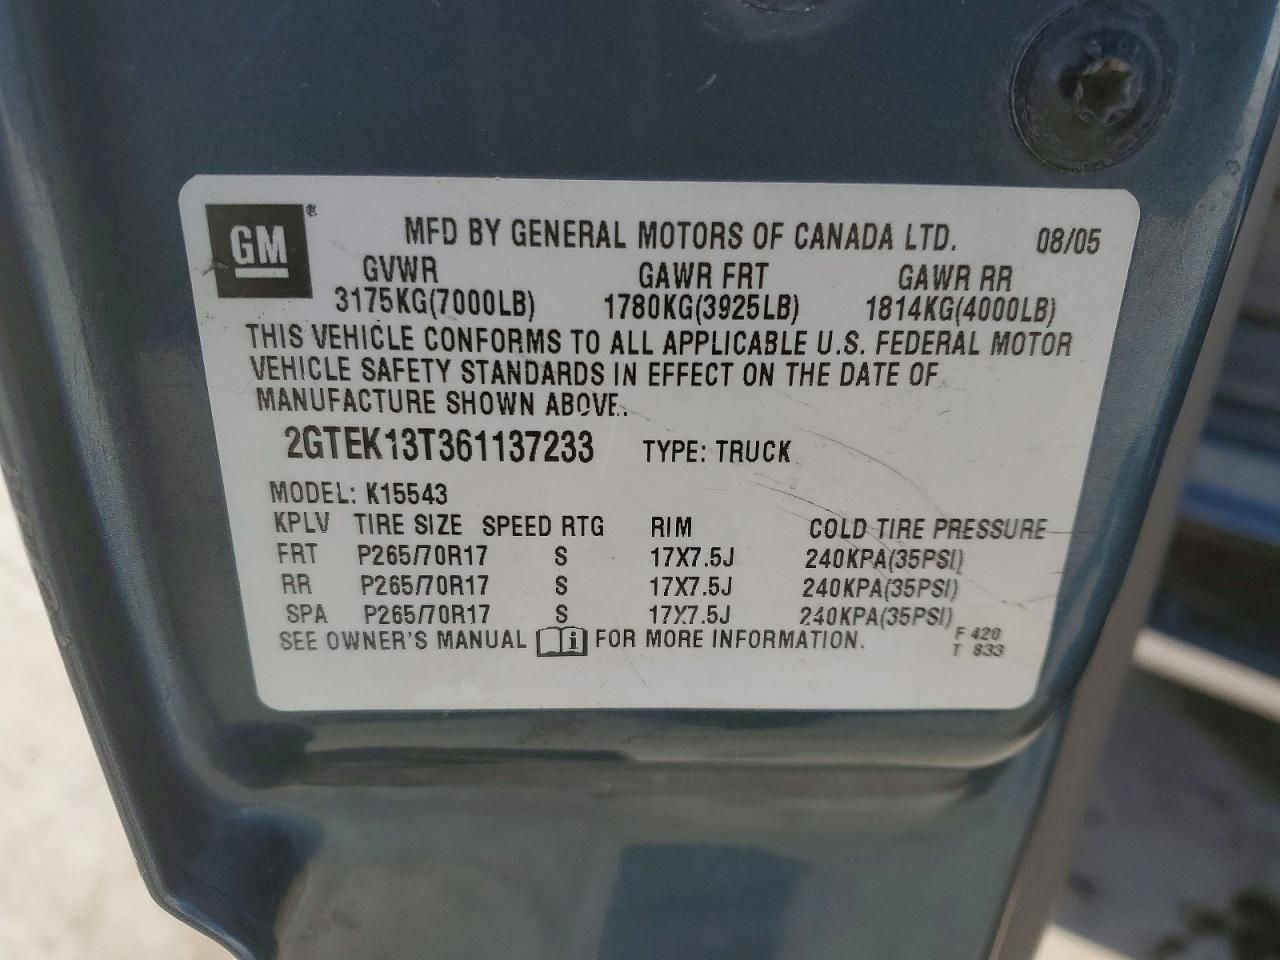 GM®
MFD BY GENERAL MOTORS OF CANADA LTD. 08/05
GVWR GAWR FRT GAWR RR
3175KG(7000LB) 1780KG(3925LB) 1814KG(4000LB)
THIS VEHICLE CONFORMS TO ALL APPLICABLE U.S. FEDERAL MOTOR
VEHICLE SAFETY STANDARDS IN EFFECT ON THE DATE OF
MANUFACTURE SHOWN ABOVE.
2GTEK13T361137233 TYPE: TRUCK
MODEL: K15543
KPLV TIRE SIZE SPEED RTG RIM COLD TIRE PRESSURE
FRT P265/70R17 S 17X7.5J 240KPA(35PSI)
RR P265/70R17 S 17X7.5J 240KPA(35PSI)
SPA P265/70R17 S 17X7.5J 240KPA(35PSI)
SEE OWNER'S MANUAL i FOR MORE INFORMATION. F 420
T 833